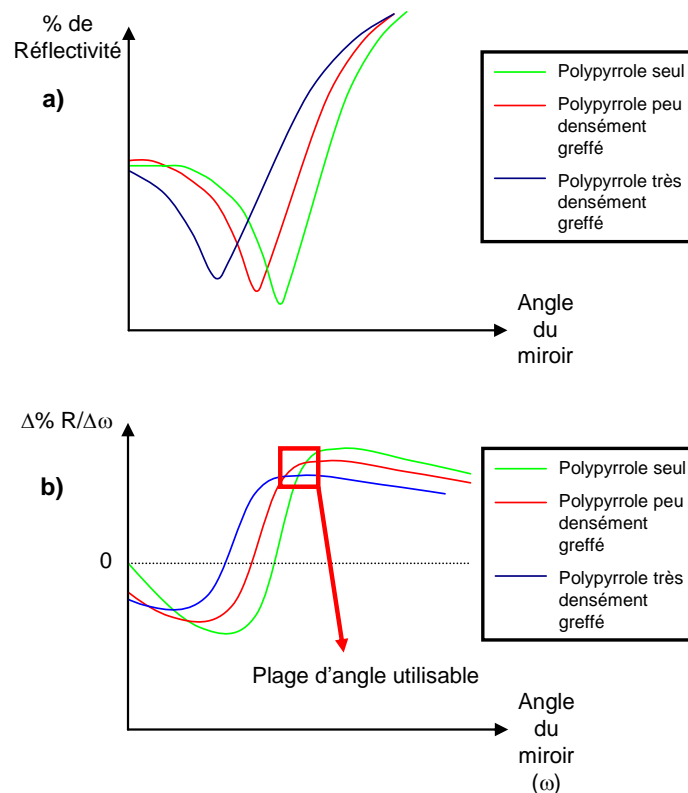 % de
Réflectivité
a)
Polypyrrole seul
Polypyrrole peu
densément
greffé
Polypyrrole très
densément
greffé
Angle
du
miroir
Δ% R/Δω
b)
0
Polypyrrole seul
Polypyrrole peu
densément
greffé
Polypyrrole très
densément
greffé
Plage d’angle utilisable
Angle
du
miroir
(ω)